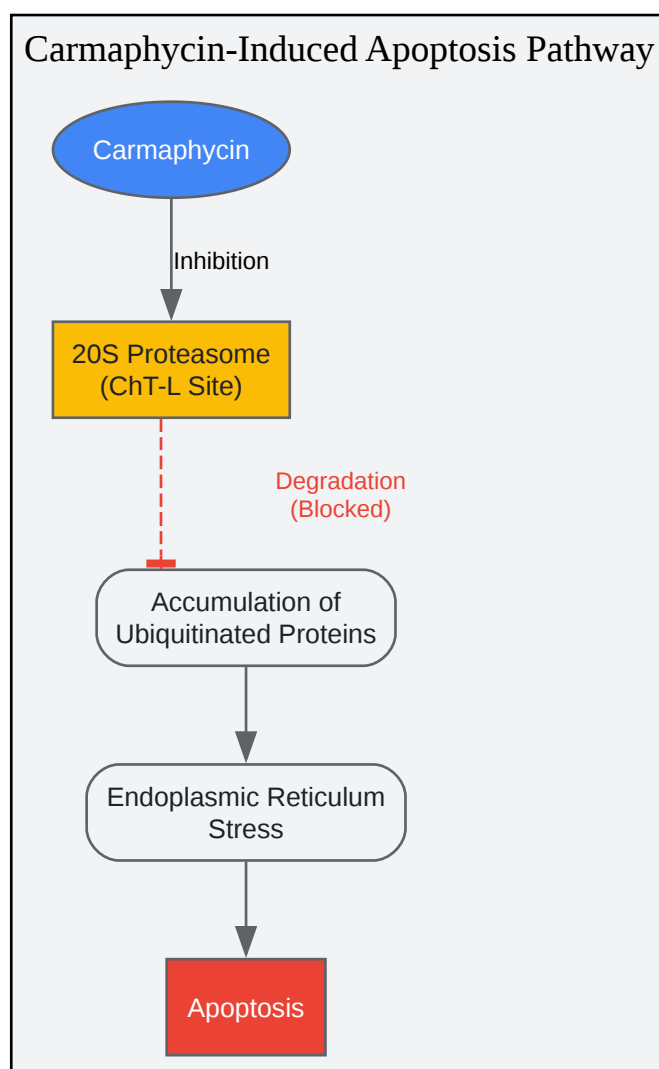 Carmaphycin-Induced Apoptosis Pathway
Carmaphycin
Inhibition
20S Proteasome
(ChT-L Site)
Degradation
(Blocked)
Accumulation of
Ubiquitinated Proteins
Endoplasmic Reticulum
Stress
Apoptosis